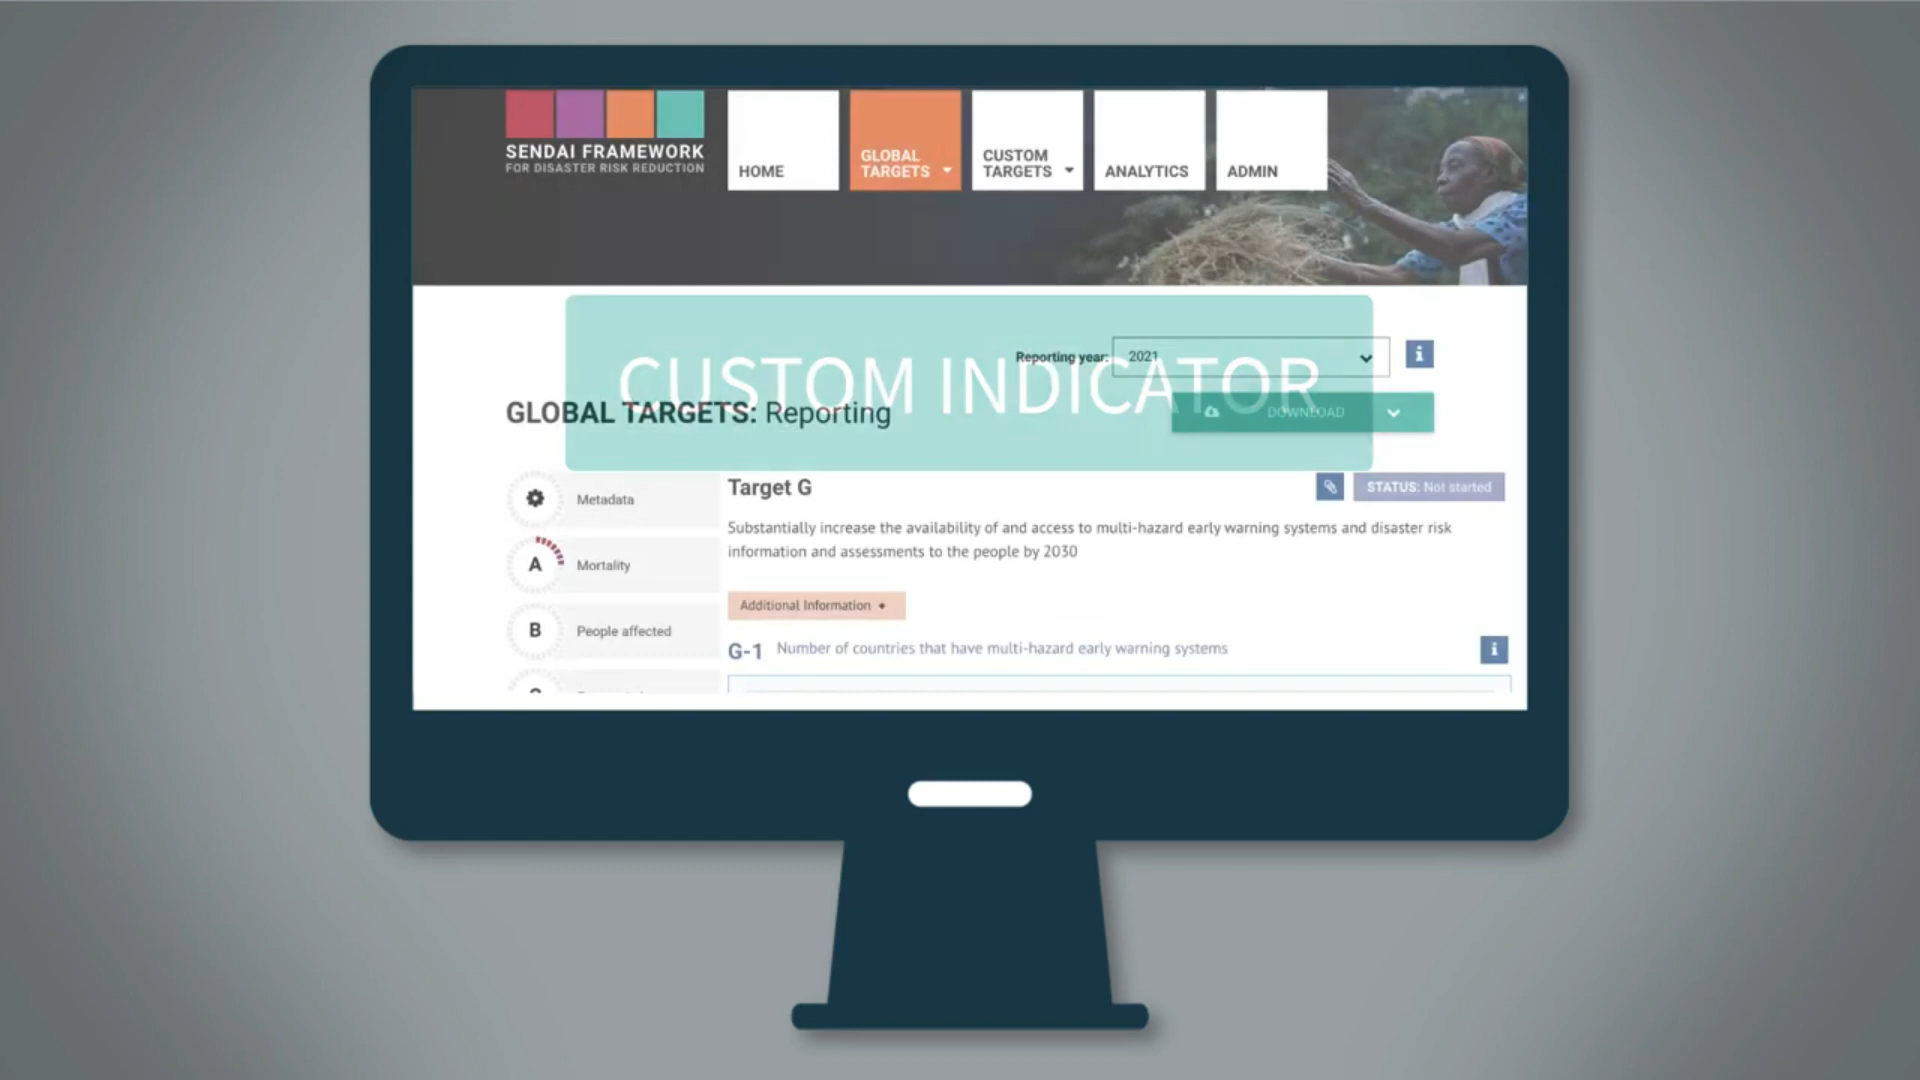 SENDAI FRAMEWORK
FOR DISASTER RISK REDUCTION
HOME
GLOBAL
TARGETS
CUSTOM
TARGETS
ANALYTICS
ADMIN
CUSTOM INDICATOR
Reporting year:
2021
GLOBAL TARGETS: Reporting
DOWNLOAD
Metadata
A
Mortality
B
People affected
Target G
STATUS: Not started
Substantially increase the availability of and access to multi-hazard early warning systems and disaster risk
information and assessments to the people by 2030
Additional Information
G-1 Number of countries that have multi-hazard early warning systems